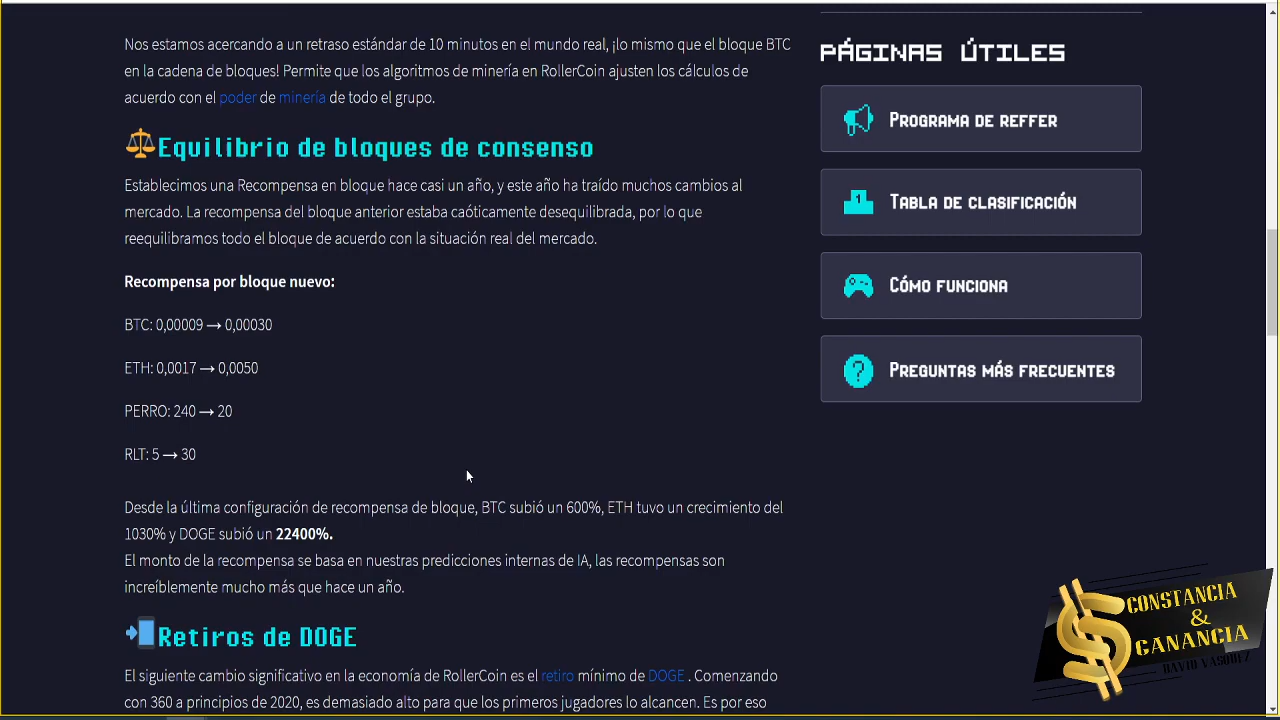 Nos estamos acercando a un retraso estándar de 10 minutos en el mundo real, ¡lo mismo que el bloque BTC
en la cadena de bloques! Permite que los algoritmos de minería en RollerCoin ajusten los cálculos de
acuerdo con el poder de minería de todo el grupo.
Equilibrio de bloques de consenso
Establecimos una Recompensa en bloque hace casi un año, y este año ha traído muchos cambios al
mercado. La recompensa del bloque anterior estaba caóticamente desequilibrada, por lo que
reequilibramos todo el bloque de acuerdo con la situación real del mercado.
Recompensa por bloque nuevo:
BTC: 0,00009 → 0,00030
ETH: 0,0017 → 0,0050
PERRO: 240 → 20
RLT: 5 → 30
Desde la última configuración de recompensa de bloque, BTC subió un 600%, ETH tuvo un crecimiento del
1030% y DOGE subió un 22400%.
El monto de la recompensa se basa en nuestras predicciones internas de IA, las recompensas son
increíblemente mucho más que hace un año.
Retiros de DOGE
El siguiente cambio significativo en la economía de RollerCoin es el retiro mínimo de DOGE . Comenzando
con 360 a principios de 2020, es demasiado alto para que los primeros jugadores lo alcancen. Es por eso
PÁGINAS ÚTILES
PROGRAMA DE REFFER
1
TABLA DE CLASIFICACIÓN
CÓMO FUNCIONA
?
PREGUNTAS MÁS FRECUENTES
CONSTANCIA
&
GANANCIA
DAVID VASQUEZ